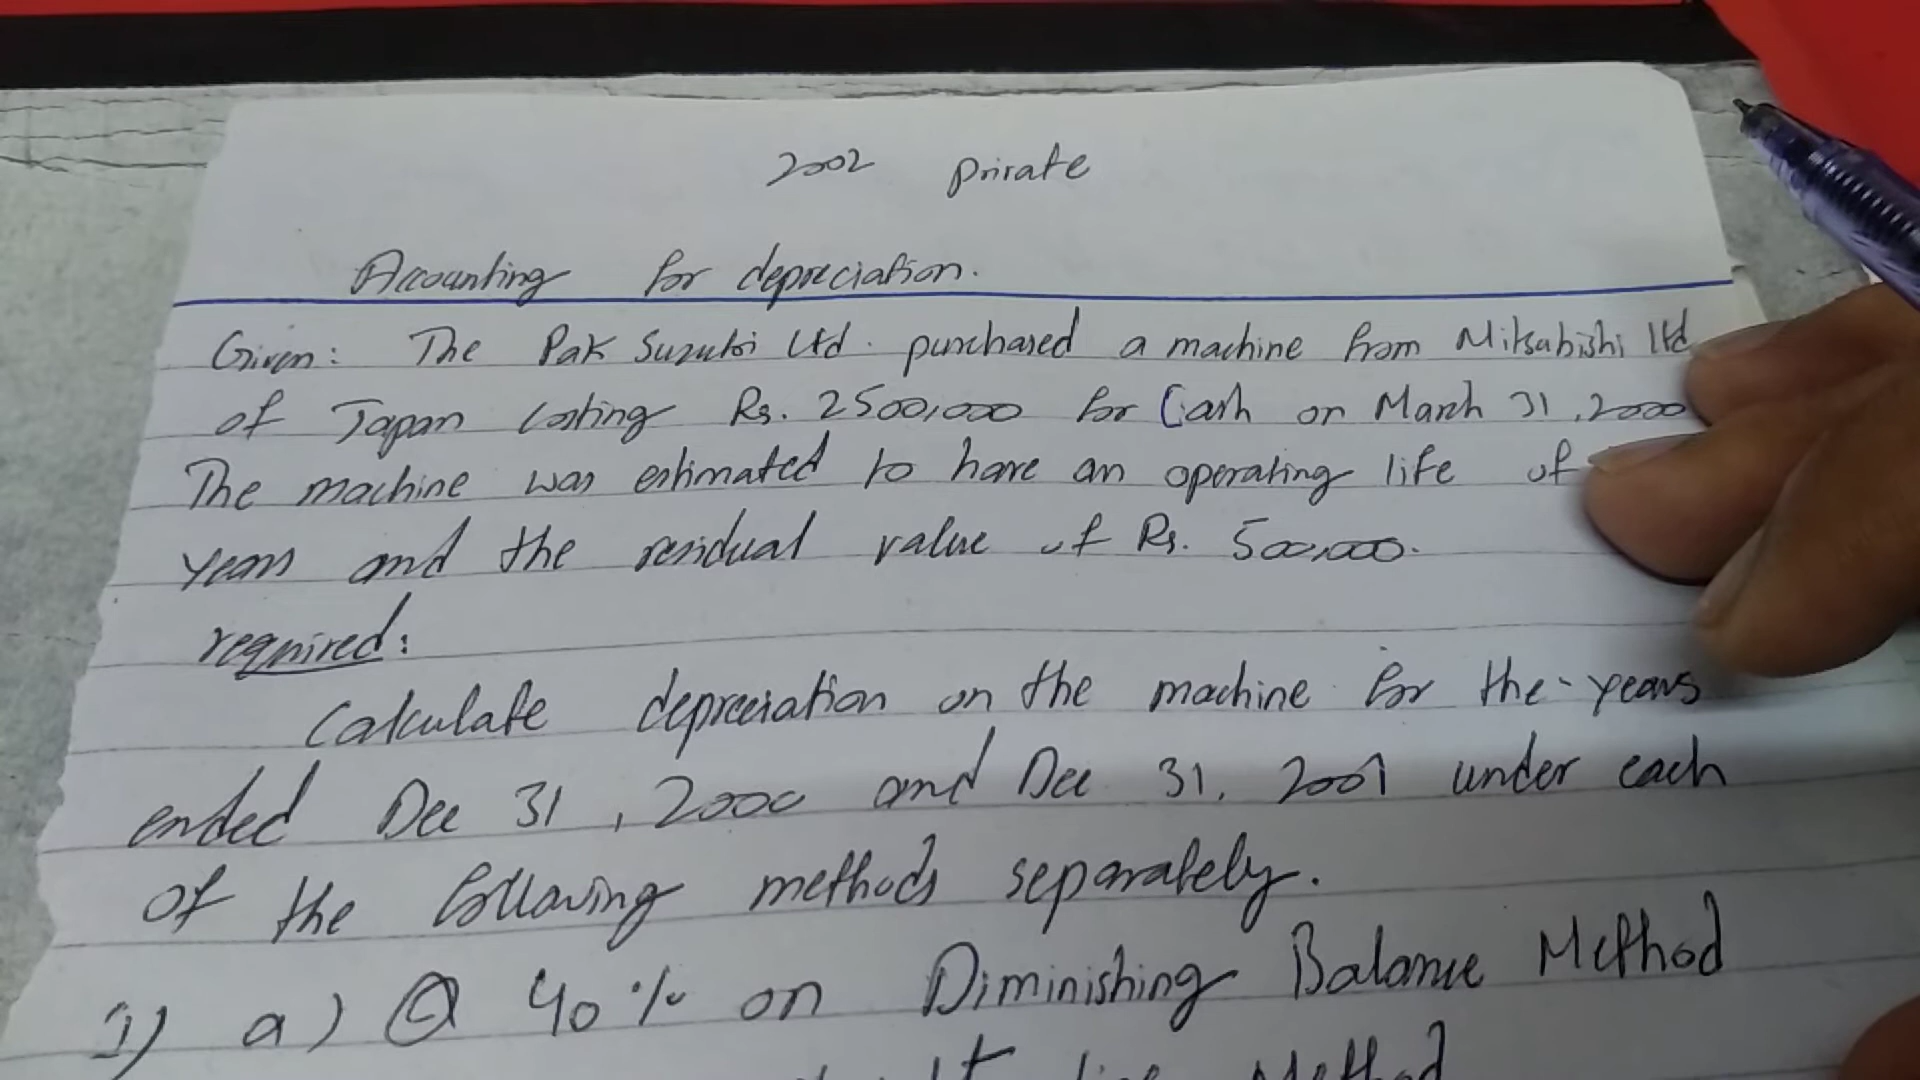 2002 private
Accounting for depreciation.
Given: The Pak Suzuki Ltd. purchased a machine from Mitsabishi ltd
of Japan Costing Rs. 2500,000 for Cash on March 31, 2000
The machine was estimated to have an operating life of
years and the residual value of Rs. 500,000.
required:
Calculate depreciation on the machine for the years
ended Dec 31, 2000 and Dec 31, 2001 under each
of the following methods separately.
1) a) @ 40% on Diminishing Balance Method
line Method